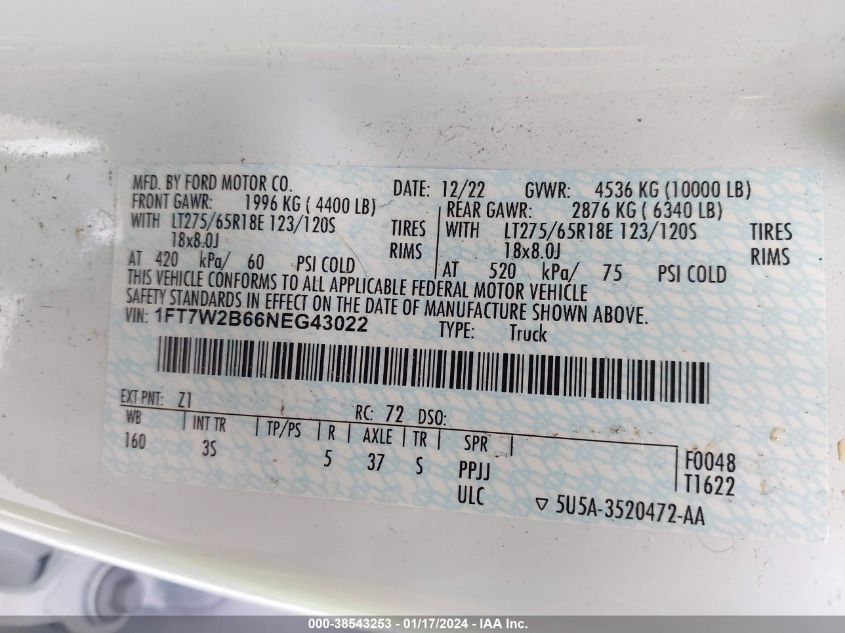 MFD. BY FORD MOTOR CO. DATE: 12/22 GVWR: 4536 KG (10000 LB)
FRONT GAWR: 1996 KG ( 4400 LB) REAR GAWR: 2876 KG ( 6340 LB)
WITH LT275/65R18E 123/120S TIRES WITH LT275/65R18E 123/120S TIRES
18x8.0J RIMS 18x8.0J RIMS
AT 420 kPa/ 60 PSI COLD AT 520 kPa/ 75 PSI COLD
THIS VEHICLE CONFORMS TO ALL APPLICABLE FEDERAL MOTOR VEHICLE
SAFETY STANDARDS IN EFFECT ON THE DATE OF MANUFACTURE SHOWN ABOVE.
VIN: 1FT7W2B66NEG43022 TYPE: Truck
EXT PNT: Z1 RC: 72 DSO:
WB INT TR TP/PS R AXLE TR SPR
160 3S 5 37 S PPJJ F0048
ULC T1622
5U5A-3520472-AA
000-38543253 - 01/17/2024 - IAA Inc.